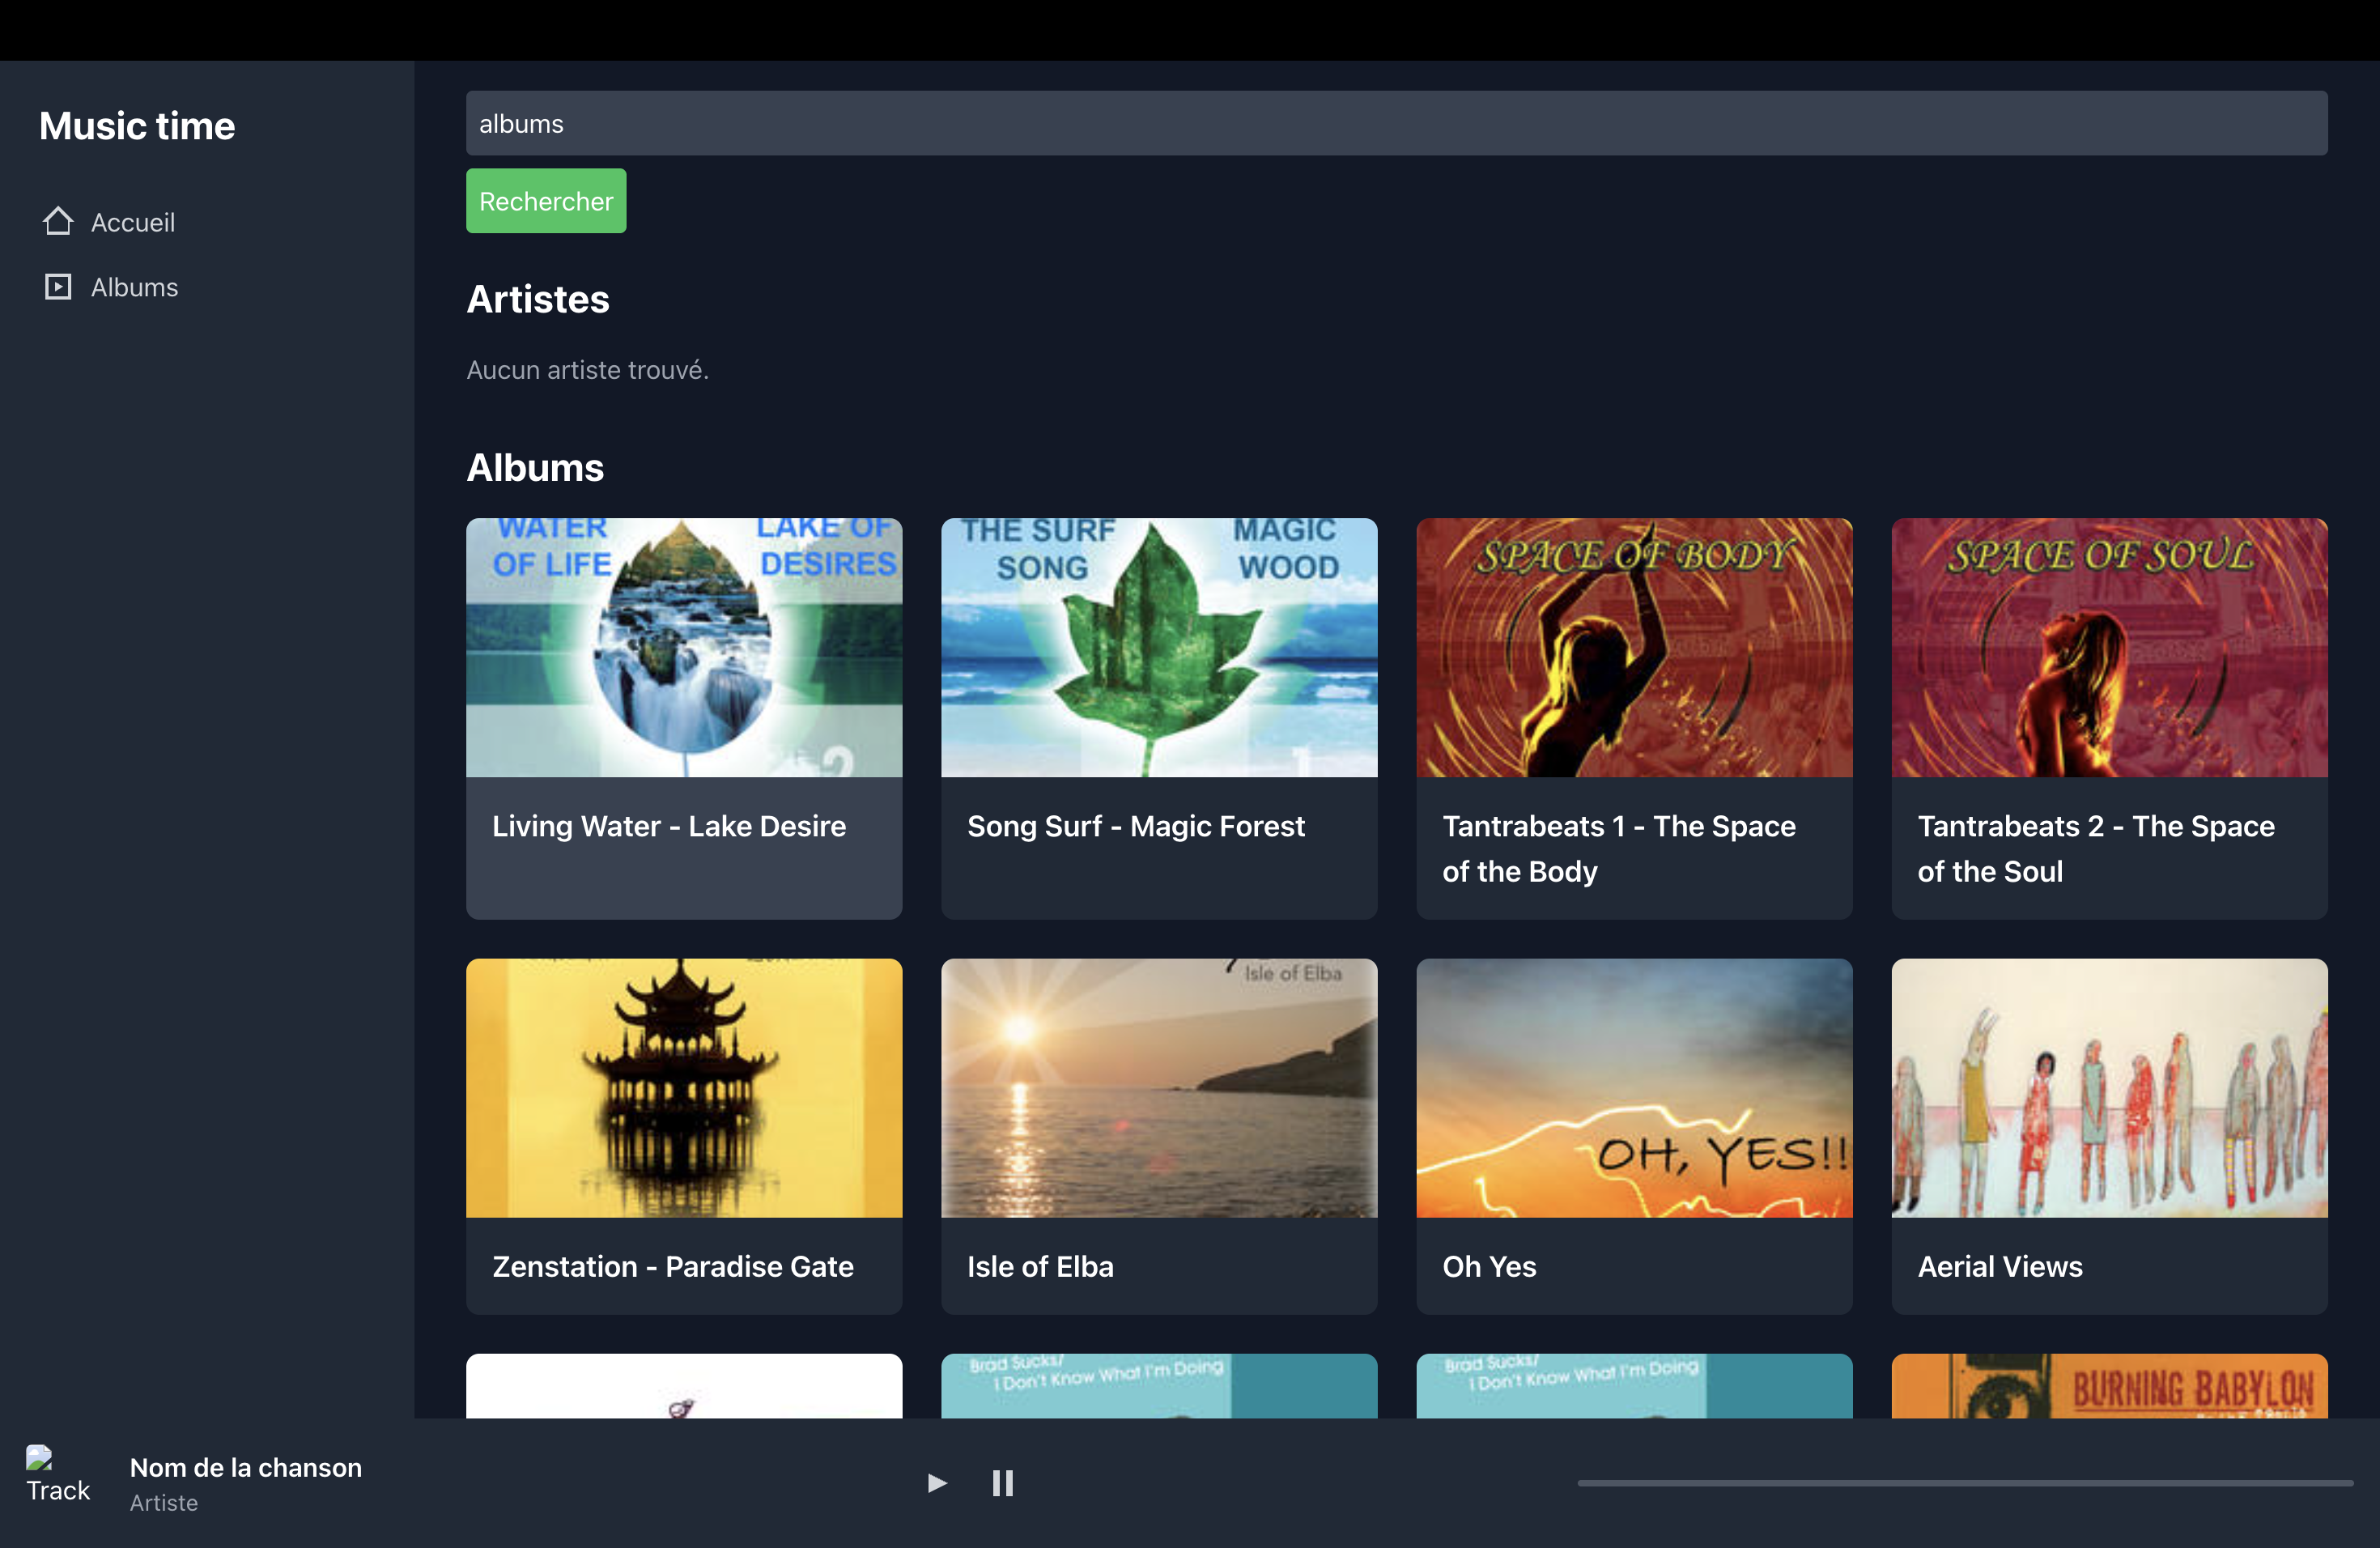 Music time
Accueil
Albums
albums
Rechercher
Artistes
Aucun artiste trouvé.
Albums
WATER
OF LIFE
LAKE OF
DESIRES
2
THE SURF
SONG
MAGIC
WOOD
1
SPACE OF BODY
SPACE OF SOUL
Living Water - Lake Desire
Song Surf - Magic Forest
Tantrabeats 1 - The Space
of the Body
Tantrabeats 2 - The Space
of the Soul
Isle of Elba
OH, YES!!
Zenstation - Paradise Gate
Isle of Elba
Oh Yes
Aerial Views
Brad Sucks/
I Don't Know What I'm Doing
Brad Sucks/
I Don't Know What I'm Doing
BURNING BABYLON
Track
Nom de la chanson
Artiste